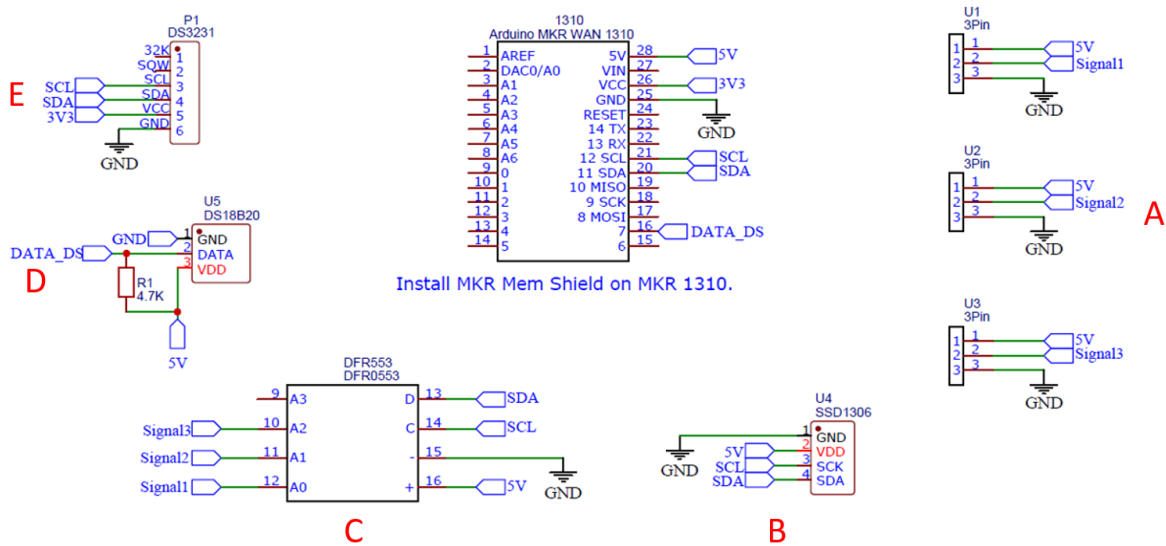 P1
DS3231
32K 1
SQW 2
SCL SCL 3
SDA SDA 4
3V3 VCC 5
GND 6
GND
E
1310
Arduino MKR WAN 1310
1 AREF 5V 28 5V
2 DAC0/A0 VIN 27
3 A1 VCC 26 3V3
4 A2 GND 25
5 A3 RESET 24
GND
6 A4 14 TX 23
7 A5 13 RX 22
8 A6 12 SCL 21 SCL
9 0 11 SDA 20 SDA
10 1 10 MISO 19
11 2 9 SCK 18
12 3 8 MOSI 17
13 4 7 16 DATA_DS
14 5 6 15
Install MKR Mem Shield on MKR 1310.
U1
3Pin
1 1 5V
2 2 Signal1
3 3
GND
U2
3Pin
1 1 5V
2 2 Signal2
3 3
GND
A
U3
3Pin
1 1 5V
2 2 Signal3
3 3
GND
U5
DS18B20
GND 1 GND
DATA_DS 2 DATA
3 VDD
D
R1
4.7K
5V
DFR553
DFR0553
9 A3 D 13 SDA
Signal3 10 A2 C 14 SCL
Signal2 11 A1 - 15
Signal1 12 A0 + 16 5V
GND
C
U4
SSD1306
1 GND
GND
5V 2 VDD
SCL 3 SCK
SDA 4 SDA
B